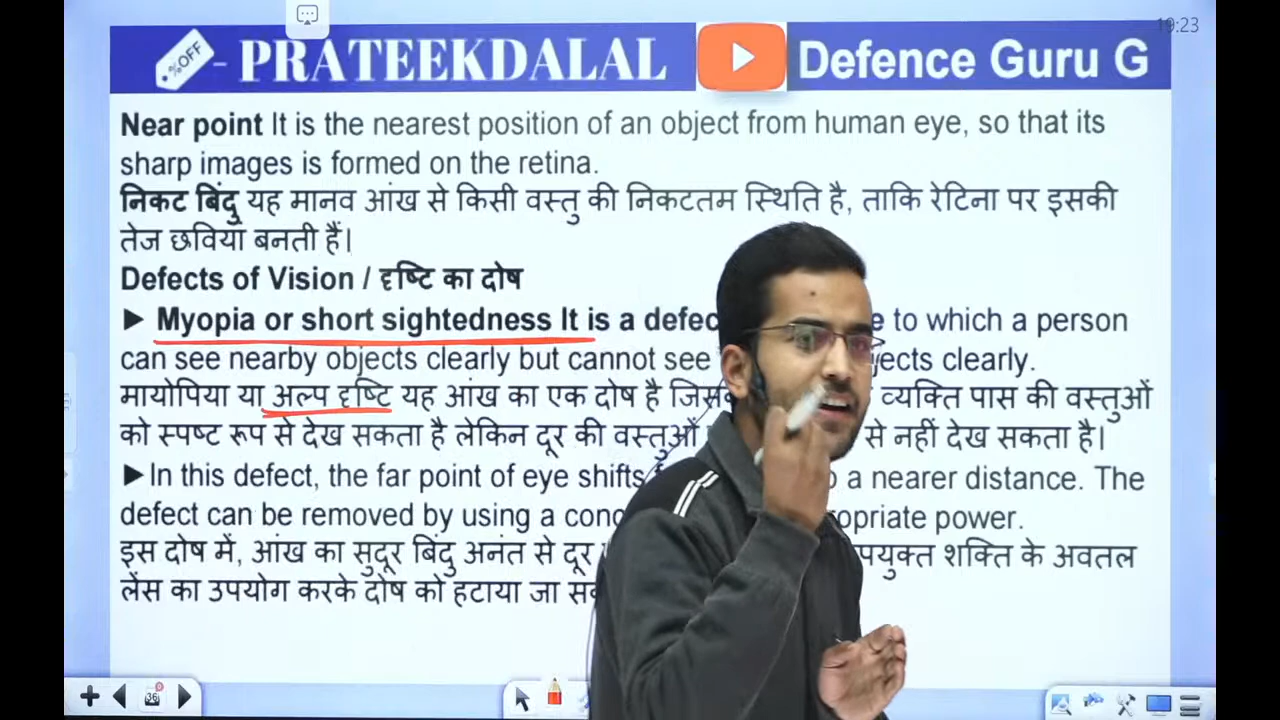 19:23
%OFF - PRATEEKDALAL Defence Guru G
Near point It is the nearest position of an object from human eye, so that its
sharp images is formed on the retina.
निकट बिंदु यह मानव आंख से किसी वस्तु की निकटतम स्थिति है, ताकि रेटिना पर इसकी
तेज छवियां बनती हैं।
Defects of Vision / दृष्टि का दोष
► Myopia or short sightedness It is a defec e to which a person
can see nearby objects clearly but cannot see jects clearly.
मायोपिया या अल्प दृष्टि यह आंख का एक दोष है व्यक्ति पास की वस्तुओं
को स्पष्ट रूप से देख सकता है लेकिन दूर की वस्तुओं से नहीं देख सकता है।
►In this defect, the far point of eye shifts a nearer distance. The
defect can be removed by using a conc ropriate power.
इस दोष में, आंख का सुदूर बिंदु अनंत से दूर पयुक्त शक्ति के अवतल
लेंस का उपयोग करके दोष को हटाया जा
36